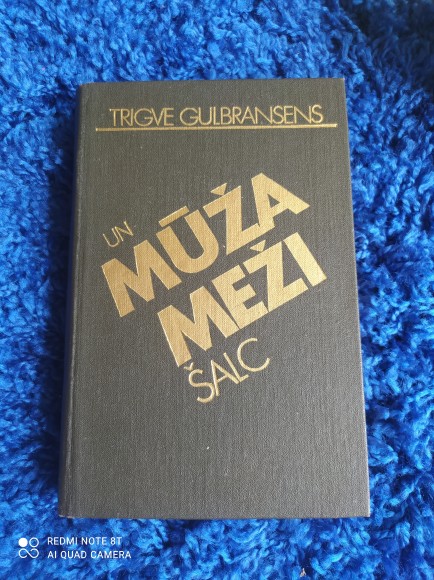 TRIGVE GULBRANSENS
UN
MŪŽA
MEŽI
ŠALC
REDMI NOTE 8T
AI QUAD CAMERA